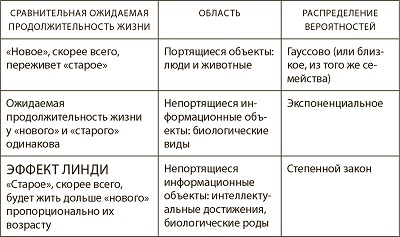 СРАВНИТЕЛЬНАЯ ОЖИДАЕМАЯ
ПРОДОЛЖИТЕЛЬНОСТЬ ЖИЗНИ
ОБЛАСТЬ
РАСПРЕДЕЛЕНИЕ
ВЕРОЯТНОСТЕЙ
«Новое», скорее всего,
переживет «старое»
Портящиеся объекты:
люди и животные
Гауссово (или близ-
кое, из того же се-
мейства)
Ожидаемая
продолжительность жизни
у «нового» и «старого»
одинакова
Непортящиеся ин-
формационные объ-
екты: биологические
виды
Экспоненциальное
ЭФФЕКТ ЛИНДИ
«Старое», скорее всего,
будет жить дольше «нового»
пропорционально их
возрасту
Непортящиеся
информационные
объекты: интеллекту-
альные достижения,
биологические роды
Степенной закон